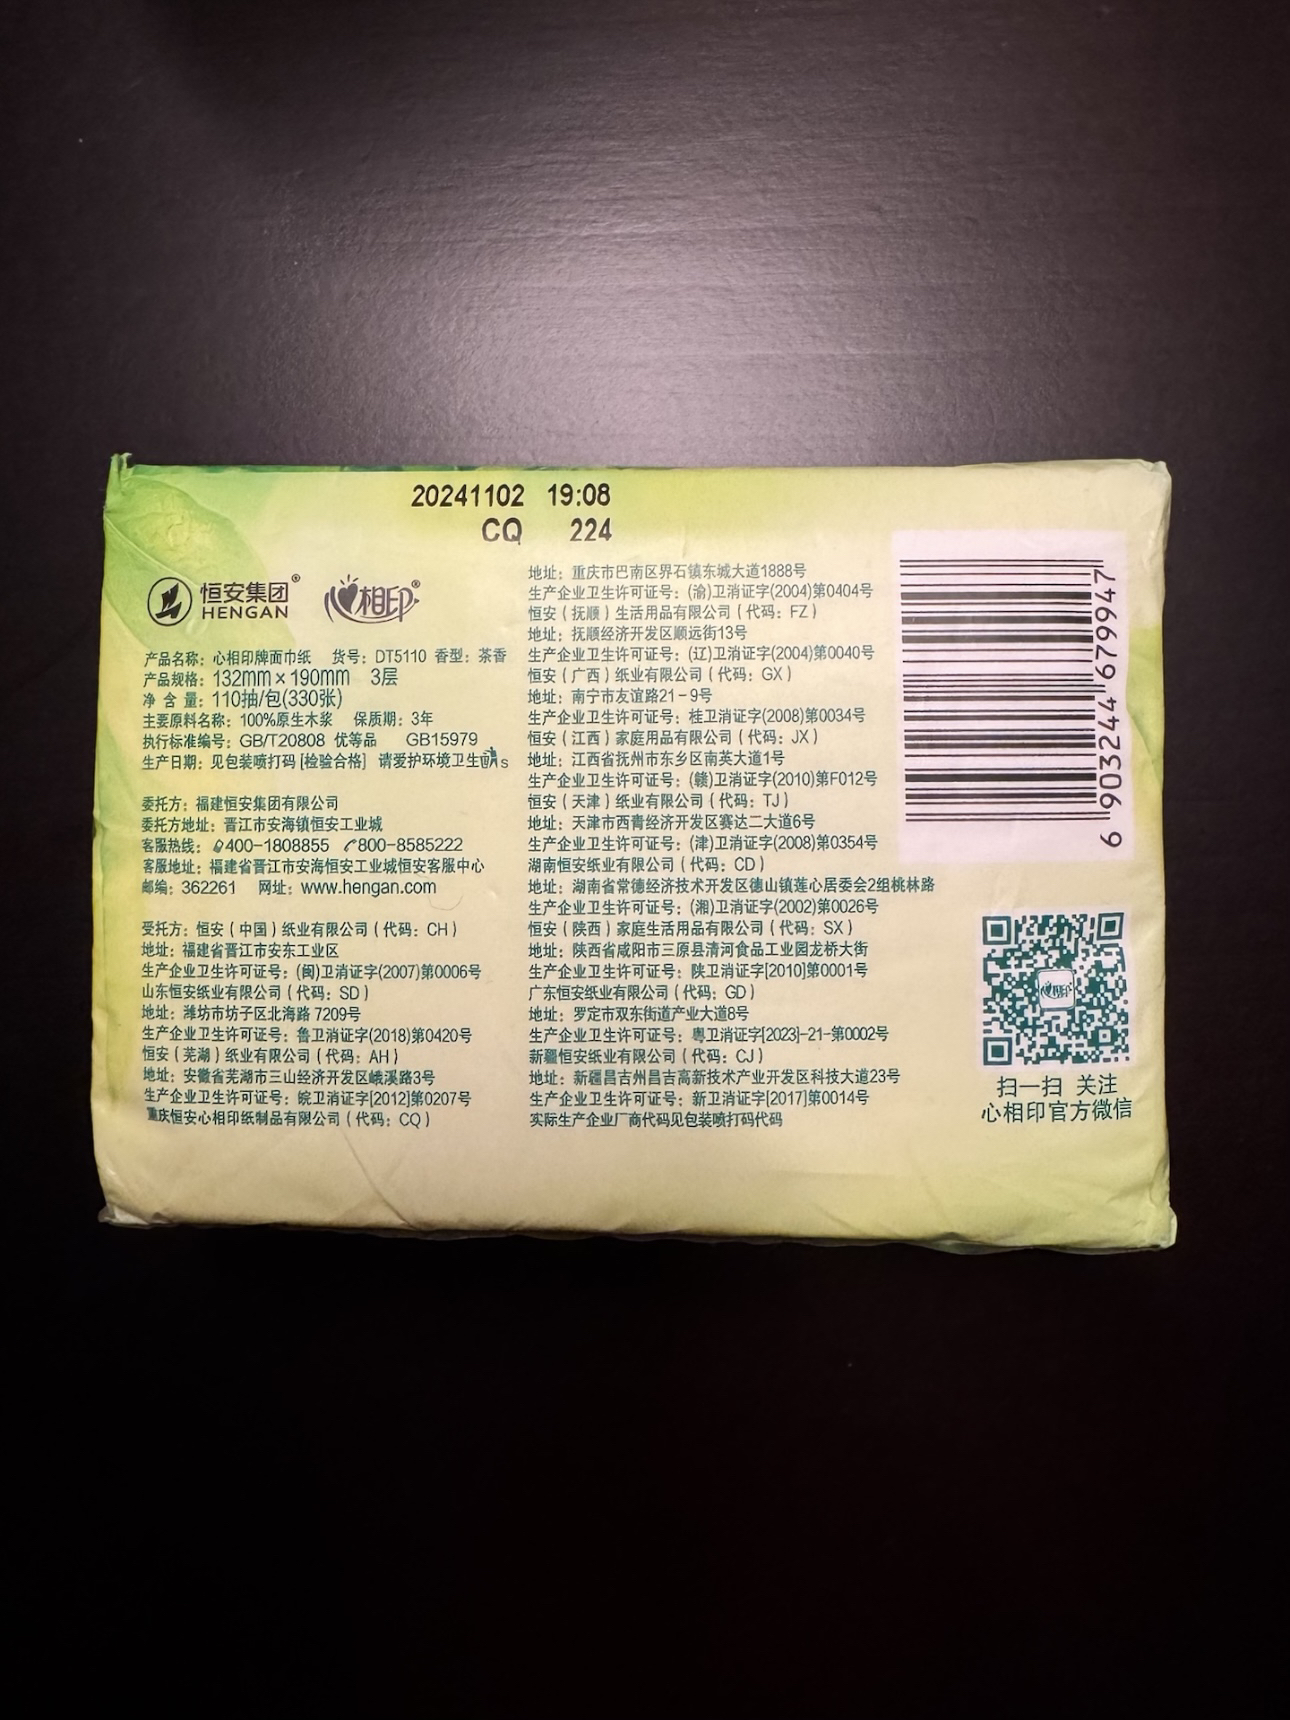 20241102 19:08
CQ 224
恒安集团®
HENGAN
心相印®
产品名称：心相印牌面巾纸 货号：DT5110 香型：茶香
产品规格：132mm×190mm 3层
净 含 量：110抽/包(330张)
主要原料名称：100%原生木浆 保质期：3年
执行标准编号：GB/T20808 优等品 GB15979
生产日期：见包装喷打码[检验合格] 请爱护环境卫生
委托方：福建恒安集团有限公司
委托方地址：晋江市安海镇恒安工业城
客服热线：400-1808855 800-8585222
客服地址：福建省晋江市安海恒安工业城恒安客服中心
邮编：362261 网址：www.hengan.com
受托方：恒安（中国）纸业有限公司（代码：CH）
地址：福建省晋江市安东工业区
生产企业卫生许可证号：(闽)卫消证字(2007)第0006号
山东恒安纸业有限公司（代码：SD）
地址：潍坊市坊子区北海路 7209号
生产企业卫生许可证号：鲁卫消证字(2018)第0420号
恒安（芜湖）纸业有限公司（代码：AH）
地址：安徽省芜湖市三山经济开发区峨溪路3号
生产企业卫生许可证号：皖卫消证字[2012]第0207号
重庆恒安心相印纸制品有限公司（代码：CQ）
地址：重庆市巴南区界石镇东城大道1888号
生产企业卫生许可证号：(渝)卫消证字(2004)第0404号
恒安（抚顺）生活用品有限公司（代码：FZ）
地址：抚顺经济开发区顺远街13号
生产企业卫生许可证号：(辽)卫消证字(2004)第0040号
恒安（广西）纸业有限公司（代码：GX）
地址：南宁市友谊路21-9号
生产企业卫生许可证号：桂卫消证字(2008)第0034号
恒安（江西）家庭用品有限公司（代码：JX）
地址：江西省抚州市东乡区南英大道1号
生产企业卫生许可证号：(赣)卫消证字(2010)第F012号
恒安（天津）纸业有限公司（代码：TJ）
地址：天津市西青经济开发区赛达二大道6号
生产企业卫生许可证号：(津)卫消证字(2008)第0354号
湖南恒安纸业有限公司（代码：CD）
地址：湖南省常德经济技术开发区德山镇莲心居委会2组桃林路
生产企业卫生许可证号：(湘)卫消证字(2002)第0026号
恒安（陕西）家庭生活用品有限公司（代码：SX）
地址：陕西省咸阳市三原县清河食品工业园龙桥大街
生产企业卫生许可证号：陕卫消证字[2010]第0001号
广东恒安纸业有限公司（代码：GD）
地址：罗定市双东街道产业大道8号
生产企业卫生许可证号：粤卫消证字[2023]-21-第0002号
新疆恒安纸业有限公司（代码：CJ）
地址：新疆昌吉州昌吉高新技术产业开发区科技大道23号
生产企业卫生许可证号：新卫消证字[2017]第0014号
实际生产企业厂商代码见包装喷打码代码
6 903244 679947
心相印
扫一扫 关注
心相印官方微信